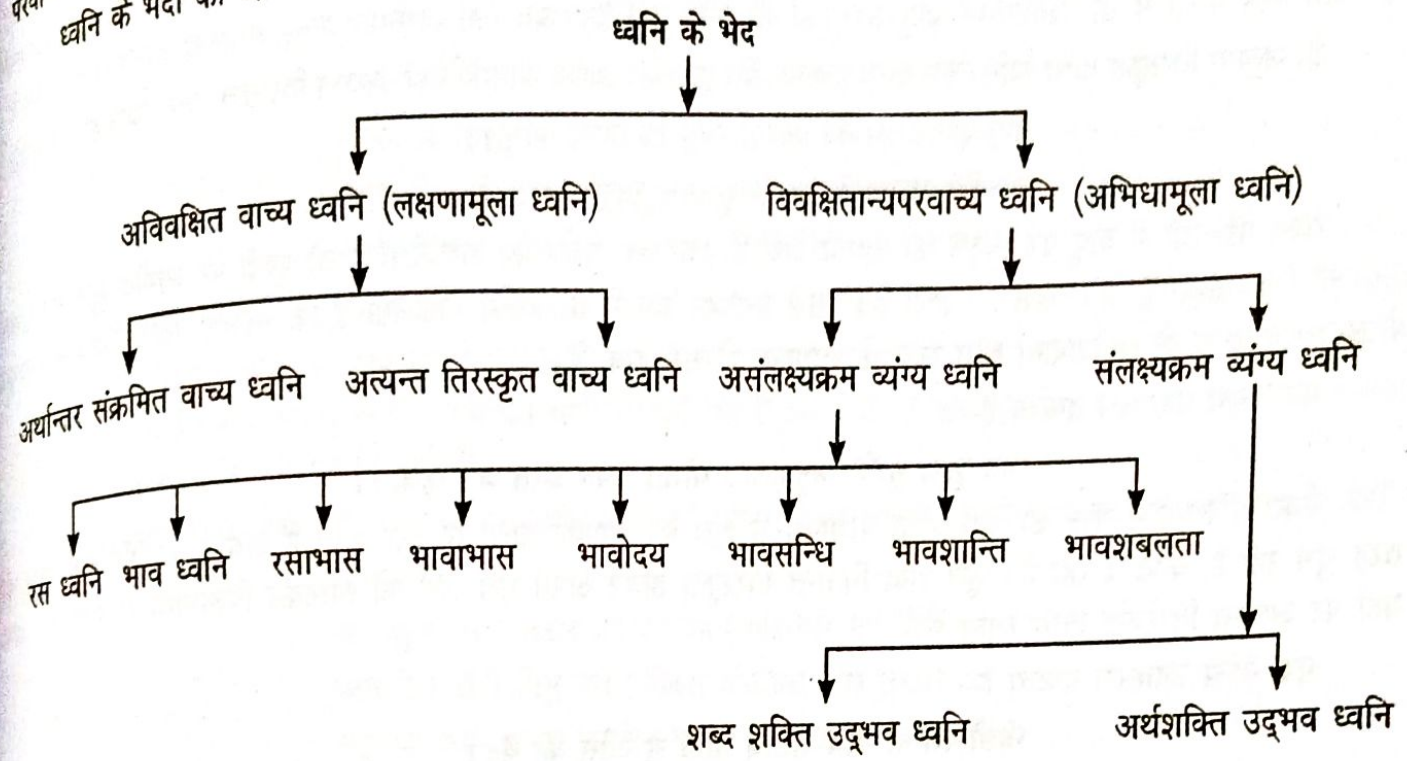 ध्वनि के भेदों
ध्वनि के भेद
अविवक्षित वाच्य ध्वनि (लक्षणामूला ध्वनि) विवक्षितान्यपरवाच्य ध्वनि (अभिधामूला ध्वनि)
अर्थान्तर संक्रमित वाच्य ध्वनि अत्यन्त तिरस्कृत वाच्य ध्वनि असंलक्ष्यक्रम व्यंग्य ध्वनि संलक्ष्यक्रम व्यंग्य ध्वनि
रस ध्वनि भाव ध्वनि रसाभास भावाभास भावोदय भावसन्धि भावशान्ति भावशबलता
शब्द शक्ति उद्‌भव ध्वनि अर्थशक्ति उद्‌भव ध्वनि